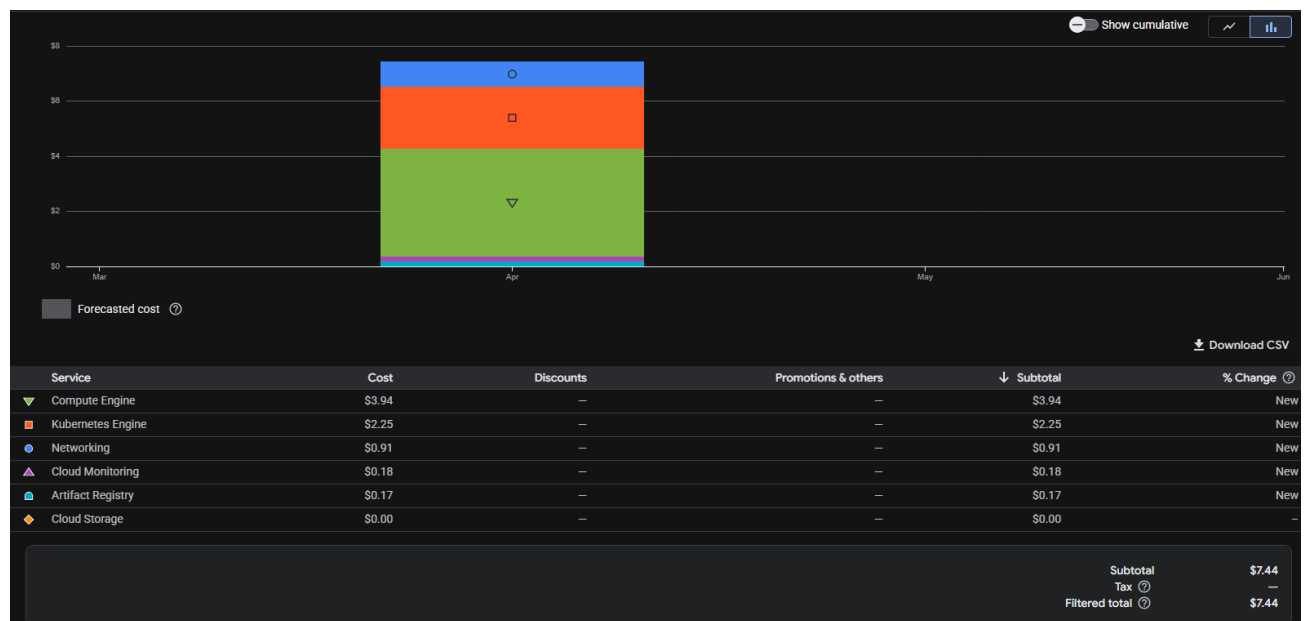 Show cumulative
$8
$6
$4
$2
$0
Mar Apr May Jun
Forecasted cost
Download CSV
Service Cost Discounts Promotions & others Subtotal % Change
Compute Engine $3.94 — — $3.94 New
Kubernetes Engine $2.25 — — $2.25 New
Networking $0.91 — — $0.91 New
Cloud Monitoring $0.18 — — $0.18 New
Artifact Registry $0.17 — — $0.17 New
Cloud Storage $0.00 — — $0.00 –
Subtotal $7.44
Tax —
Filtered total $7.44